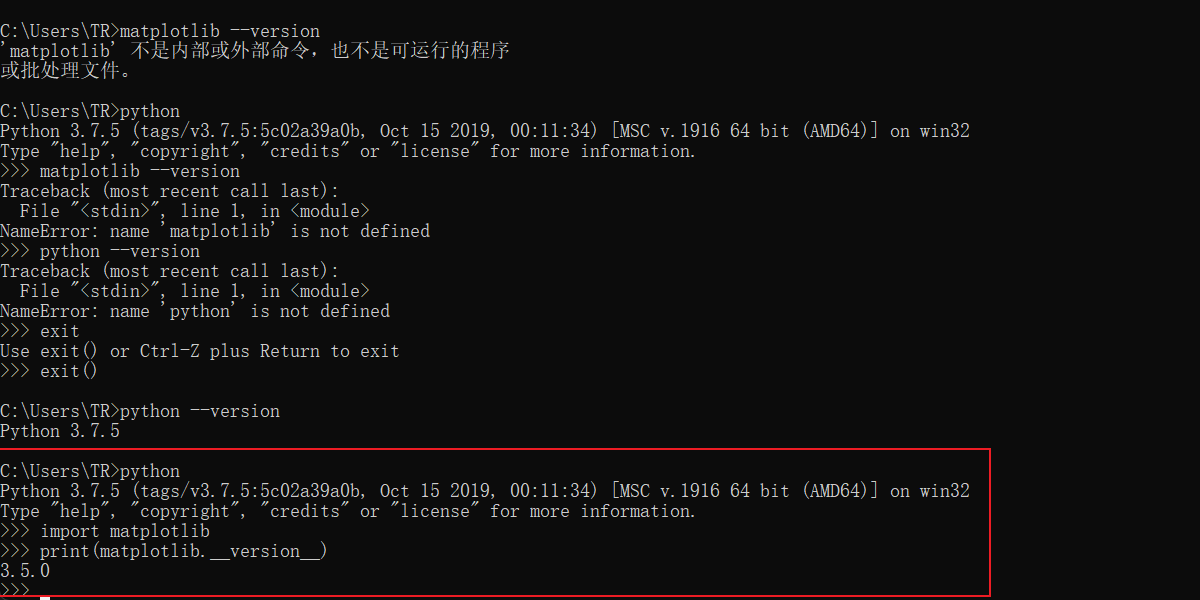 C:\Users\TR>matplotlib --version
'matplotlib' 不是内部或外部命令，也不是可运行的程序
或批处理文件。
C:\Users\TR>python
Python 3.7.5 (tags/v3.7.5:5c02a39a0b, Oct 15 2019, 00:11:34) [MSC v.1916 64 bit (AMD64)] on win32
Type "help", "copyright", "credits" or "license" for more information.
>>> matplotlib --version
Traceback (most recent call last):
  File "<stdin>", line 1, in <module>
NameError: name 'matplotlib' is not defined
>>> python --version
Traceback (most recent call last):
  File "<stdin>", line 1, in <module>
NameError: name 'python' is not defined
>>> exit
Use exit() or Ctrl-Z plus Return to exit
>>> exit()
C:\Users\TR>python --version
Python 3.7.5
C:\Users\TR>python
Python 3.7.5 (tags/v3.7.5:5c02a39a0b, Oct 15 2019, 00:11:34) [MSC v.1916 64 bit (AMD64)] on win32
Type "help", "copyright", "credits" or "license" for more information.
>>> import matplotlib
>>> print(matplotlib.__version__)
3.5.0
>>>